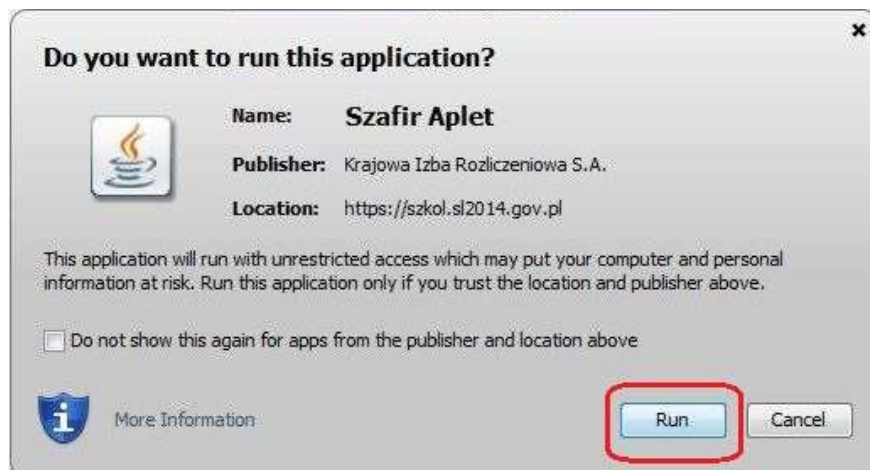 Do you want to run this application?
Name: Szafir Aplet
Publisher: Krajowa Izba Rozliczeniowa S.A.
Location: https://szkol.sl2014.gov.pl
This application will run with unrestricted access which may put your computer and personal
information at risk. Run this application only if you trust the location and publisher above.
Do not show this again for apps from the publisher and location above
More Information
Run
Cancel